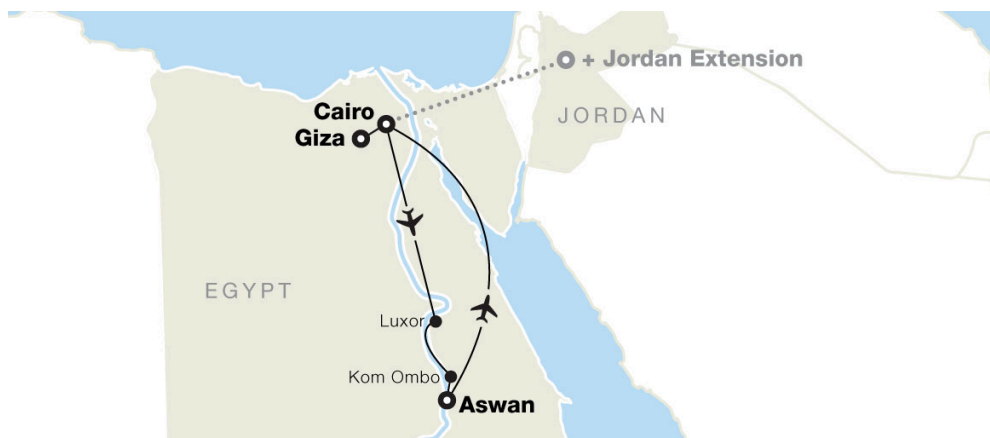 + Jordan Extension
Cairo
JORDAN
Giza
EGYPT
Luxor
Kom Ombo
Aswan